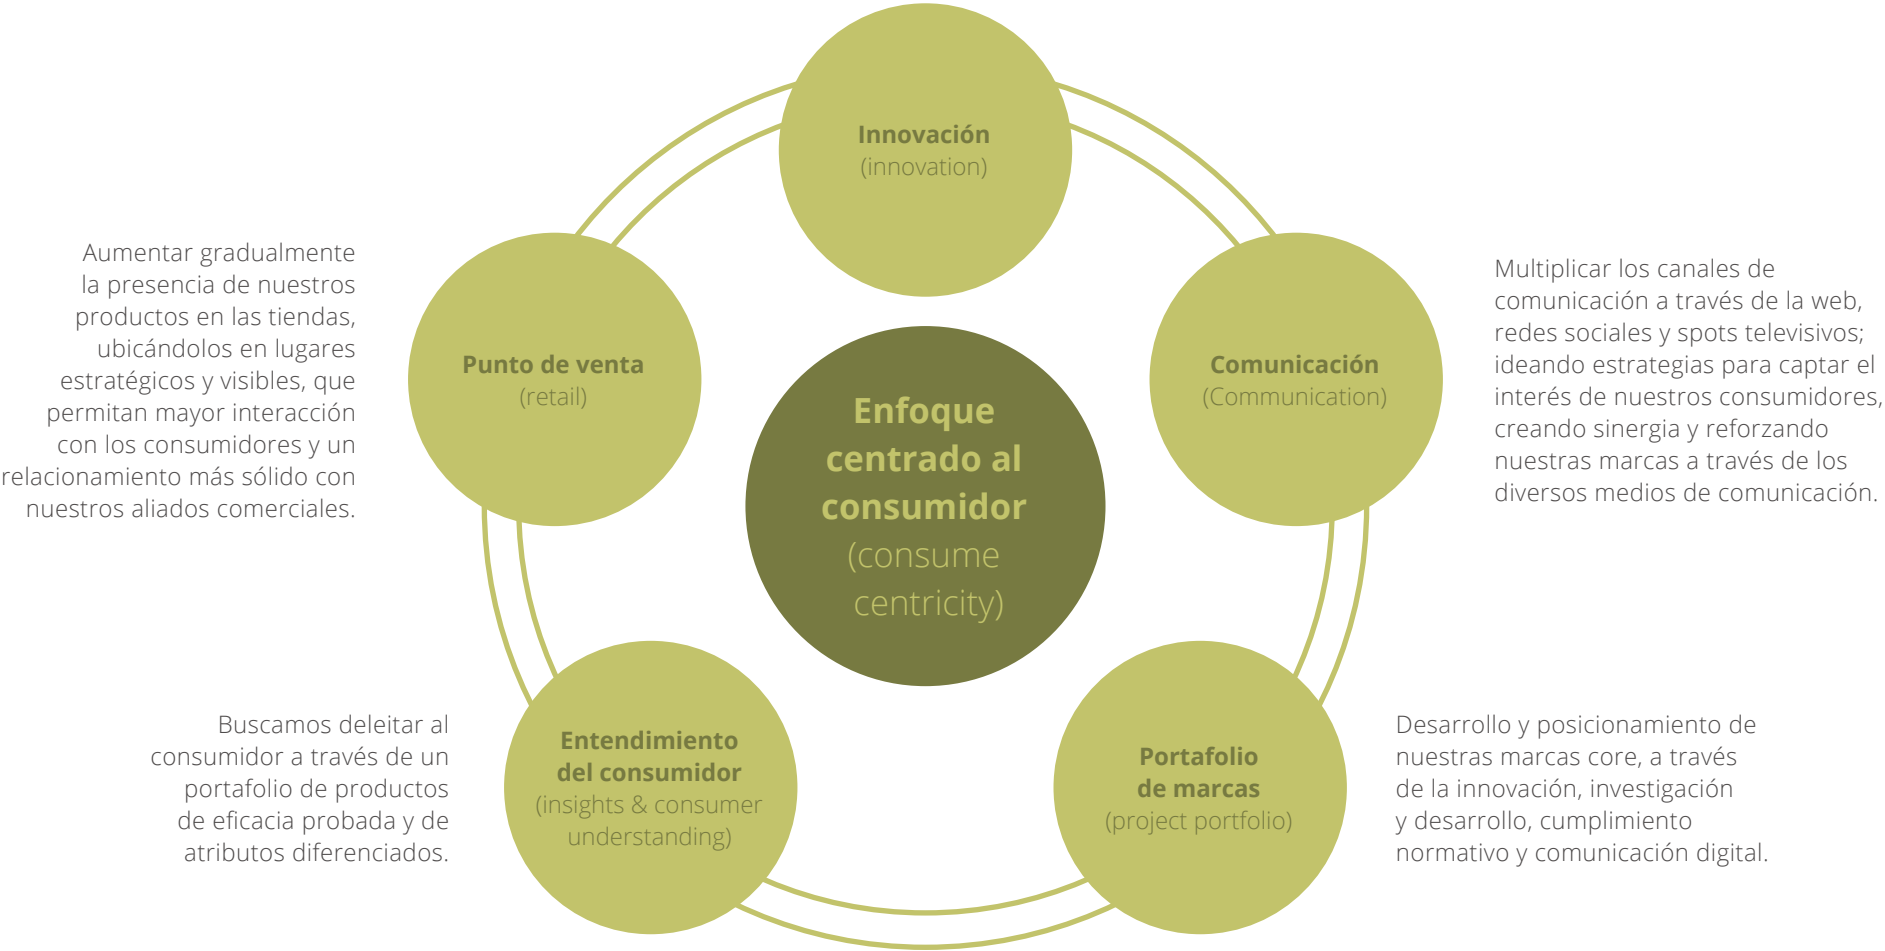 Innovación
(innovation)
Aumentar gradualmente
la presencia de nuestros
productos en las tiendas,
ubicándolos en lugares
estratégicos y visibles, que
permitan mayor interacción
con los consumidores y un
relacionamiento más sólido con
nuestros aliados comerciales.
Punto de venta
(retail)
Enfoque
centrado al
consumidor
(consume
centricity)
Comunicación
(Communication)
Multiplicar los canales de
comunicación a través de la web,
redes sociales y spots televisivos;
ideando estrategias para captar el
interés de nuestros consumidores,
creando sinergia y reforzando
nuestras marcas a través de los
diversos medios de comunicación.
Buscamos deleitar al
consumidor a través de un
portafolio de productos
de eficacia probada y de
atributos diferenciados.
Entendimiento
del consumidor
(insights & consumer
understanding)
Portafolio
de marcas
(project portfolio)
Desarrollo y posicionamiento de
nuestras marcas core, a través
de la innovación, investigación
y desarrollo, cumplimiento
normativo y comunicación digital.